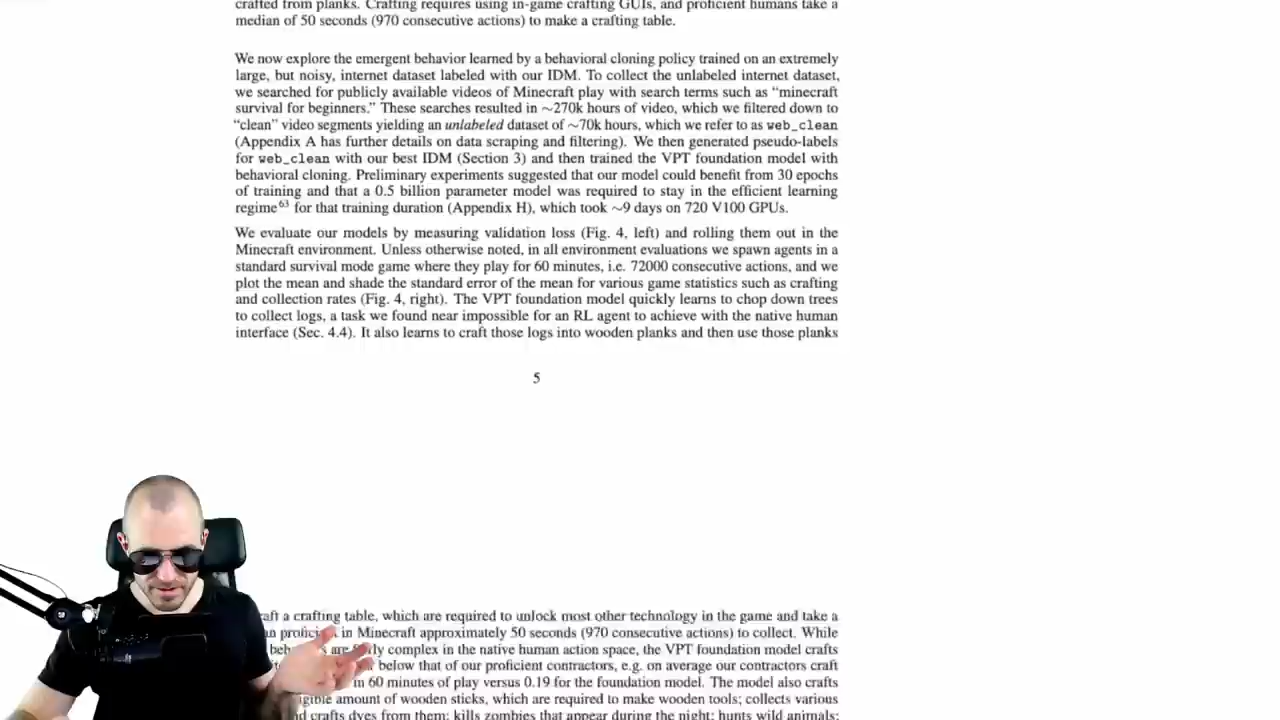 crafted from planks. Crafting requires using in-game crafting GUIs, and proficient humans take a
median of 50 seconds (970 consecutive actions) to make a crafting table.
We now explore the emergent behavior learned by a behavioral cloning policy trained on an extremely
large, but noisy, internet dataset labeled with our IDM. To collect the unlabeled internet dataset,
we searched for publicly available videos of Minecraft play with search terms such as “minecraft
survival for beginners.” These searches resulted in ~270k hours of video, which we filtered down to
“clean” video segments yielding an unlabeled dataset of ~70k hours, which we refer to as web_clean
(Appendix A has further details on data scraping and filtering). We then generated pseudo-labels
for web_clean with our best IDM (Section 3) and then trained the VPT foundation model with
behavioral cloning. Preliminary experiments suggested that our model could benefit from 30 epochs
of training and that a 0.5 billion parameter model was required to stay in the efficient learning
regime63 for that training duration (Appendix H), which took ~9 days on 720 V100 GPUs.
We evaluate our models by measuring validation loss (Fig. 4, left) and rolling them out in the
Minecraft environment. Unless otherwise noted, in all environment evaluations we spawn agents in a
standard survival mode game where they play for 60 minutes, i.e. 72000 consecutive actions, and we
plot the mean and shade the standard error of the mean for various game statistics such as crafting
and collection rates (Fig. 4, right). The VPT foundation model quickly learns to chop down trees
to collect logs, a task we found near impossible for an RL agent to achieve with the native human
interface (Sec. 4.4). It also learns to craft those logs into wooden planks and then use those planks
5
a crafting table, which are required to unlock most other technology in the game and take a
in Minecraft approximately 50 seconds (970 consecutive actions) to collect. While
complex in the native human action space, the VPT foundation model crafts
below that of our proficient contractors, e.g. on average our contractors craft
in 60 minutes of play versus 0.19 for the foundation model. The model also crafts
amount of wooden sticks, which are required to make wooden tools; collects various
crafts dyes from them; kills zombies that appear during the night; hunts wild animals;